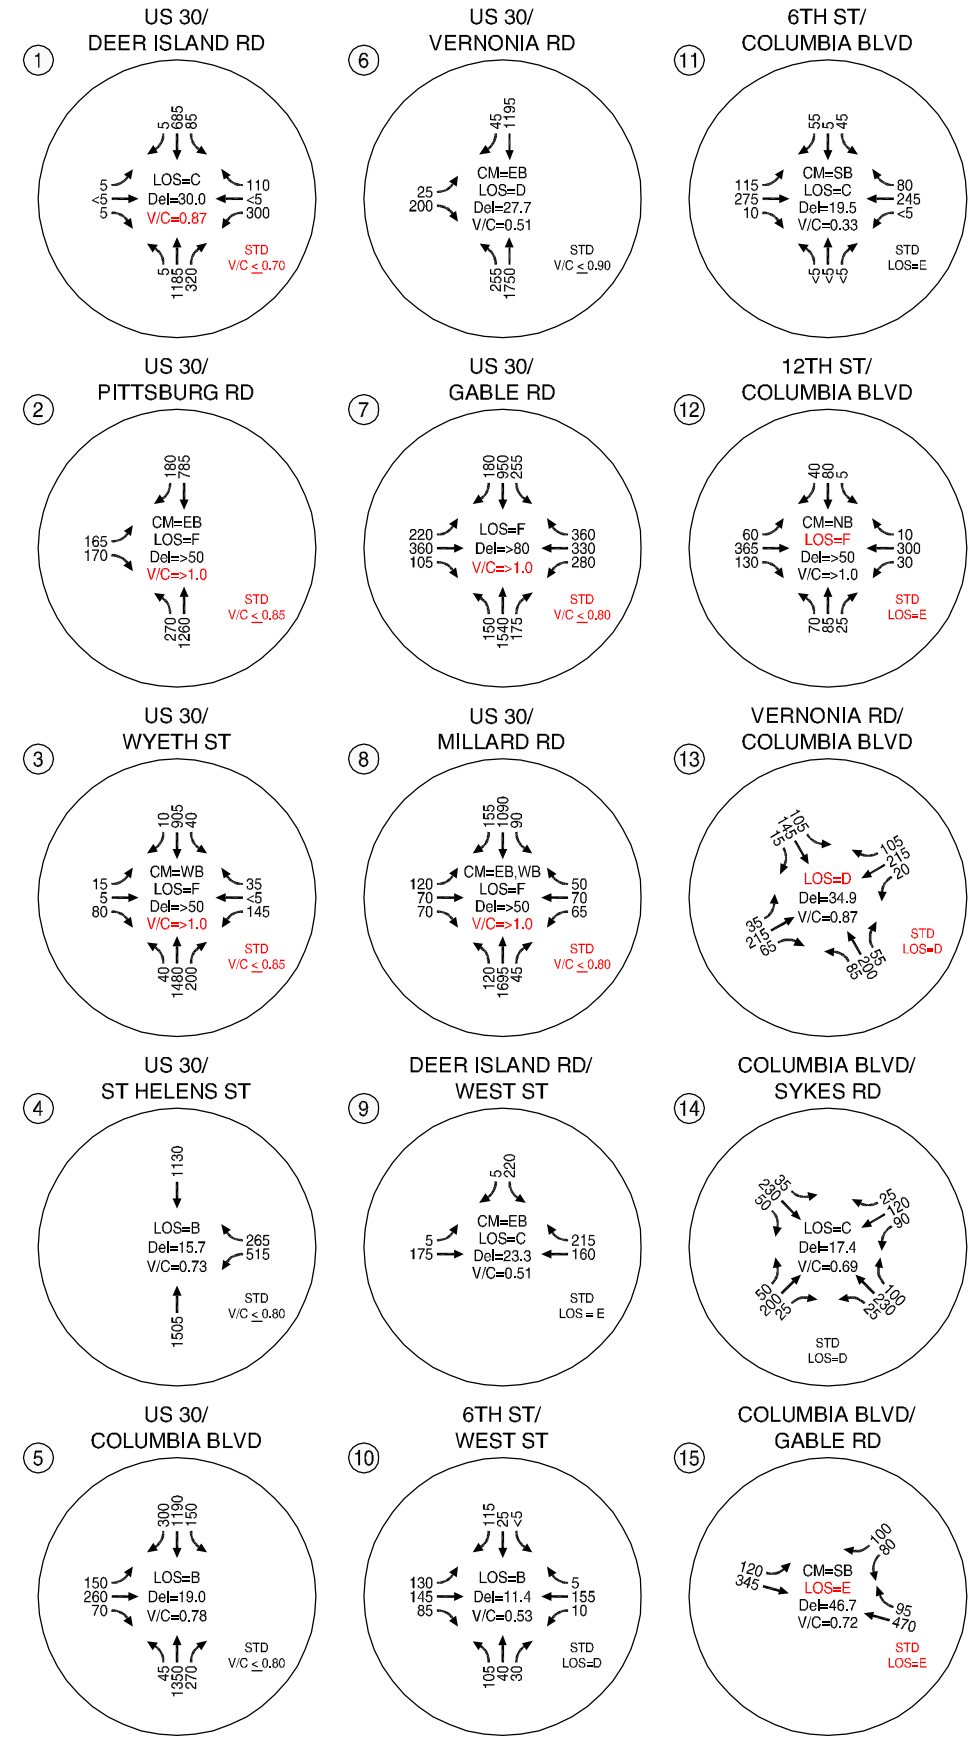 US 30/
DEER ISLAND RD
1
5 685 85
5
<5
5
LOS=C
Del=30.0
V/C=0.87
110
<5
300
5 1185 320
STD
V/C ≤ 0.70
US 30/
VERNONIA RD
6
45 1195
25
200
CM=EB
LOS=D
Del=27.7
V/C=0.51
255 1750
STD
V/C ≤0.90
6TH ST/
COLUMBIA BLVD
11
55 5 45
115
275
10
CM=SB
LOS=C
Del=19.5
V/C=0.33
80
245
<5
<5 <5 <5
STD
LOS=E
US 30/
PITTSBURG RD
2
180 785
165
170
CM=EB
LOS=F
Del=>50
V/C=>1.0
270 1260
STD
V/C ≤0.85
US 30/
GABLE RD
7
180 950 255
220
360
105
LOS=F
Del=>80
V/C=>1.0
360
330
280
150 1540 175
STD
V/C ≤0.80
12TH ST/
COLUMBIA BLVD
12
40 80 5
60
365
130
CM=NB
LOS=F
Del=>50
V/C=>1.0
10
300
30
70 85 25
STD
LOS=E
US 30/
WYETH ST
3
10 905 40
15
5
80
CM=WB
LOS=F
Del=>50
V/C=>1.0
35
<5
145
40 1480 200
STD
V/C ≤0.85
US 30/
MILLARD RD
8
155 1090 90
120
70
70
CM=EB,WB
LOS=F
Del=>50
V/C=>1.0
50
70
65
120 1695 45
STD
V/C ≤0.80
VERNONIA RD/
COLUMBIA BLVD
13
15 145 105
105
215
20
LOS=D
Del=34.9
V/C=0.87
35
215
65
85 200 55
STD
LOS=D
US 30/
ST HELENS ST
4
1130
LOS=B
Del=15.7
V/C=0.73
265
515
1505
STD
V/C ≤0.80
DEER ISLAND RD/
WEST ST
9
5 220
5
175
CM=EB
LOS=C
Del=23.3
V/C=0.51
215
160
STD
LOS = E
COLUMBIA BLVD/
SYKES RD
14
50 230 35
25
120
90
LOS=C
Del=17.4
V/C=0.69
50
200
25
25 230 100
STD
LOS=D
US 30/
COLUMBIA BLVD
5
300 1190 150
150
260
70
LOS=B
Del=19.0
V/C=0.78
45 1350 270
STD
V/C ≤0.80
6TH ST/
WEST ST
10
115 25 <5
130
145
85
LOS=B
Del=11.4
V/C=0.53
5
155
10
105 40 30
STD
LOS=D
COLUMBIA BLVD/
GABLE RD
15
100
80
120
345
CM=SB
LOS=E
Del=46.7
V/C=0.72
95
470
STD
LOS=E